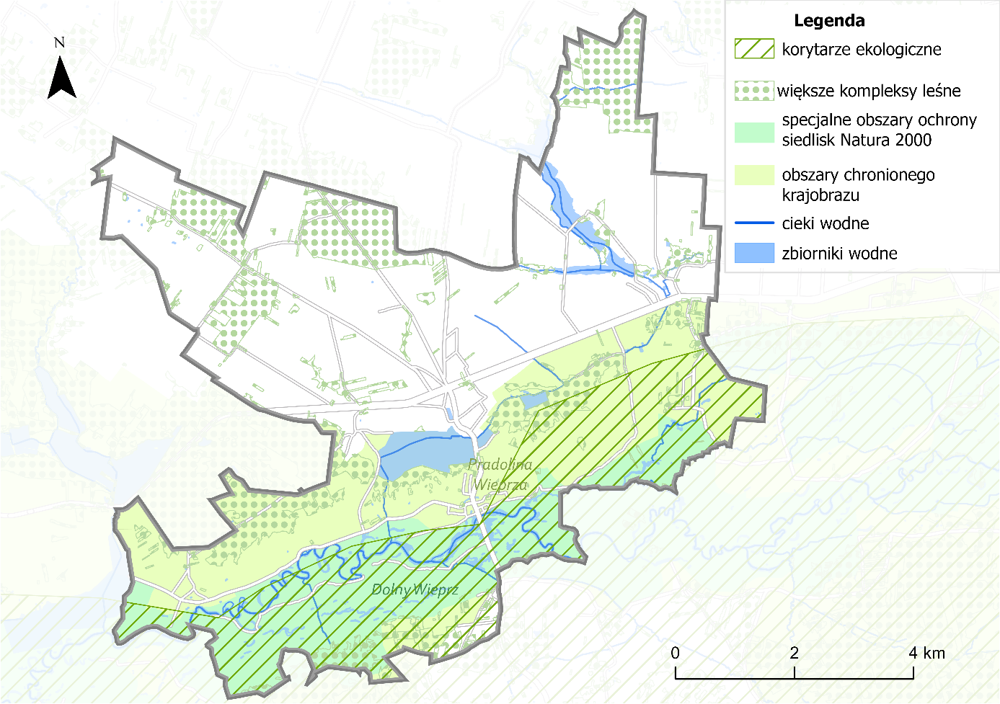 N
Legenda
korytarze ekologiczne
większe kompleksy leśne
specjalne obszary ochrony
siedlisk Natura 2000
obszary chronionego
krajobrazu
cieki wodne
zbiorniki wodne
Pradolina
Wieprza
Dolny Wieprz
0 2 4 km